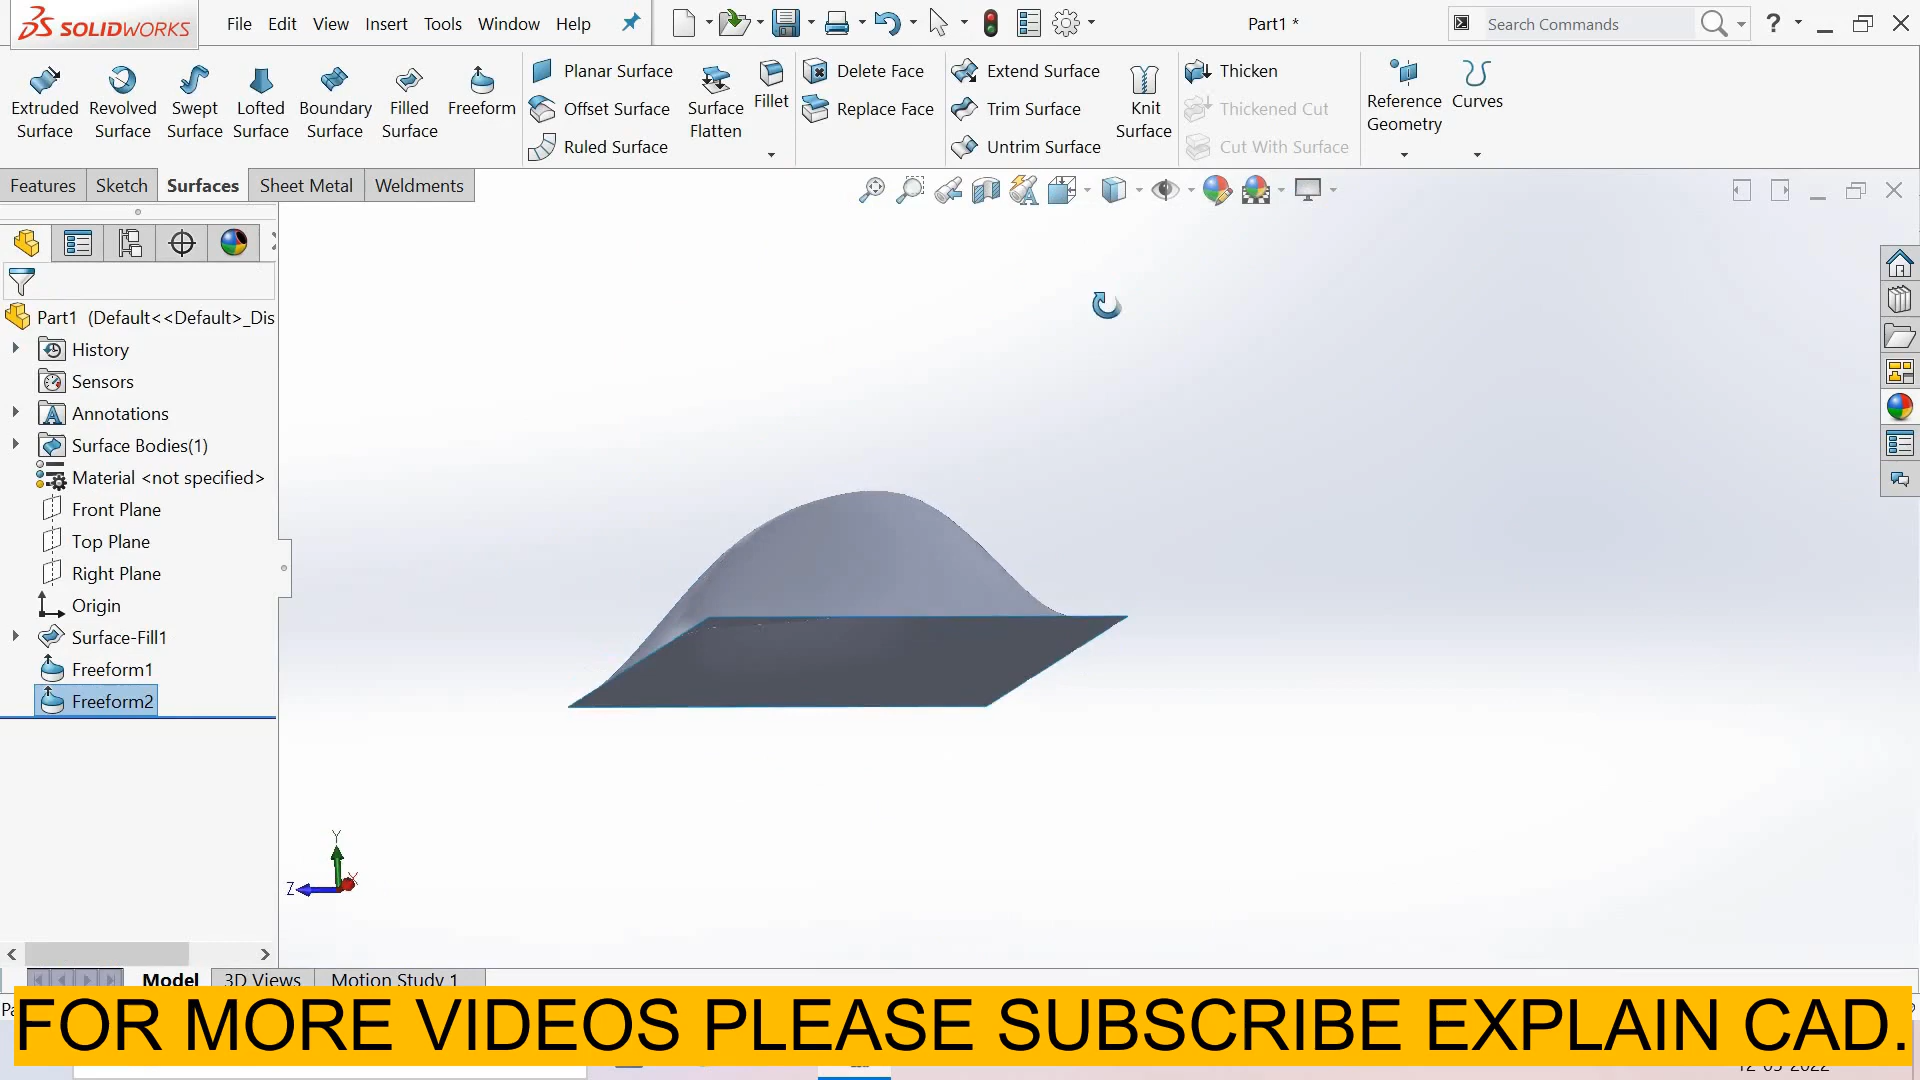 SOLIDWORKS File Edit View Insert Tools Window Help Part1 * Search Commands ?
Extruded Surface
Revolved Surface
Swept Surface
Lofted Surface
Boundary Surface
Filled Surface
Freeform
Planar Surface
Offset Surface
Ruled Surface
Surface Flatten
Fillet
Delete Face
Replace Face
Extend Surface
Trim Surface
Untrim Surface
Knit Surface
Thicken
Thickened Cut
Cut With Surface
Reference Geometry
Curves
Features Sketch Surfaces Sheet Metal Weldments
Part1 (Default<<Default>_Dis
History
Sensors
Annotations
Surface Bodies(1)
Material <not specified>
Front Plane
Top Plane
Right Plane
Origin
Surface-Fill1
Freeform1
Freeform2
Y
Z X
Model 3D Views Motion Study 1
FOR MORE VIDEOS PLEASE SUBSCRIBE EXPLAIN CAD.